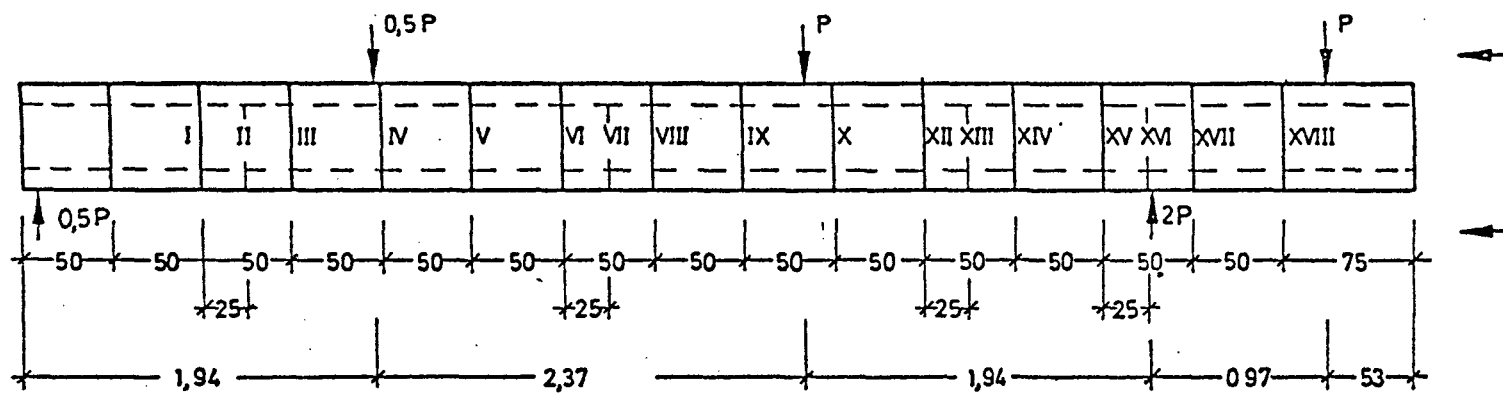 0,5P P P
I II III IV V VI VII VIII IX X XII XIII XIV XV XVI XVII XVIII
0,5P 2P
50 50 50 50 50 50 50 50 50 50 50 50 50 50 75
25 25 25 25
1,94 2,37 1,94 0 97 53